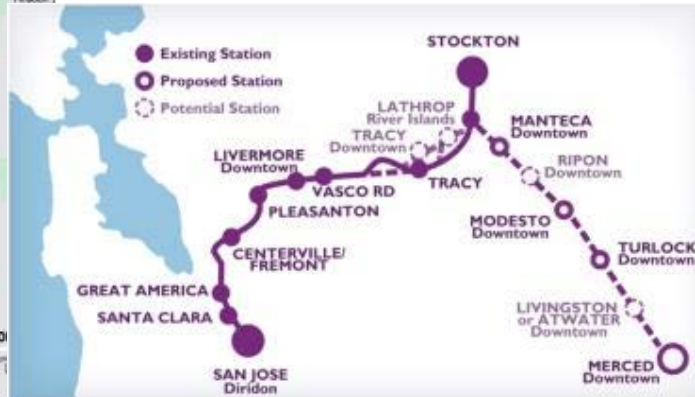 Existing Station
Proposed Station
Potential Station
STOCKTON
LATHROP
River Islands
TRACY
Downtown
MANTECA
Downtown
RIPON
Downtown
LIVERMORE
Downtown
VASCO RD
TRACY
PLEASANTON
MODESTO
Downtown
CENTERVILLE/
FREMONT
TURLOCK
Downtown
GREAT AMERICA
SANTA CLARA
LIVINGSTON
or ATWATER
Downtown
SAN JOSE
Diridon
MERCED
Downtown